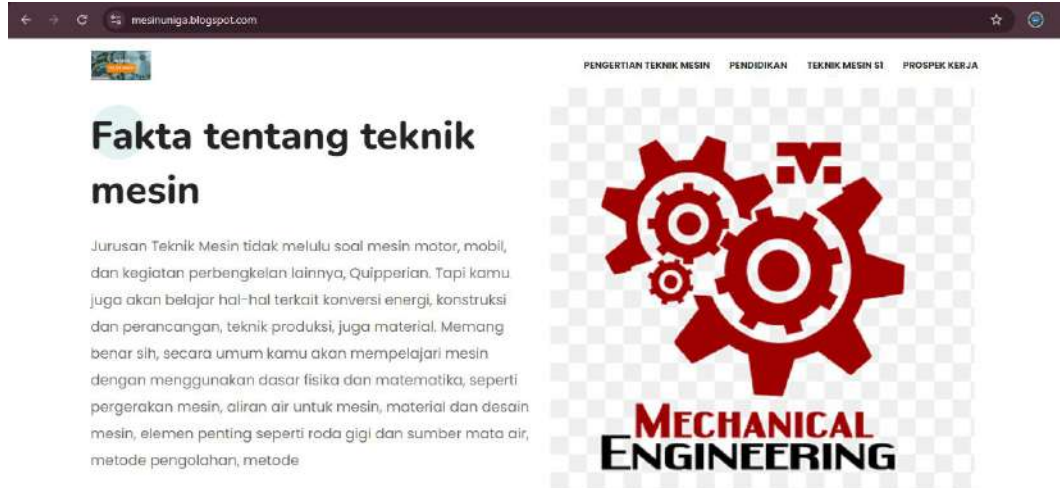 mesinuniga.blogspot.com
PENGERTIAN TEKNIK MESIN PENDIDIKAN TEKNIK MESIN S1 PROSPEK KERJA
Fakta tentang teknik
mesin
Jurusan Teknik Mesin tidak melulu soal mesin motor, mobil,
dan kegiatan perbengkelan lainnya, Quipperian. Tapi kamu
juga akan belajar hal-hal terkait konversi energi, konstruksi
dan perancangan, teknik produksi, juga material. Memang
benar sih, secara umum kamu akan mempelajari mesin
dengan menggunakan dasar fisika dan matematika, seperti
pergerakan mesin, aliran air untuk mesin, material dan desain
mesin, elemen penting seperti roda gigi dan sumber mata air,
metode pengolahan, metode
MECHANICAL
ENGINEERING